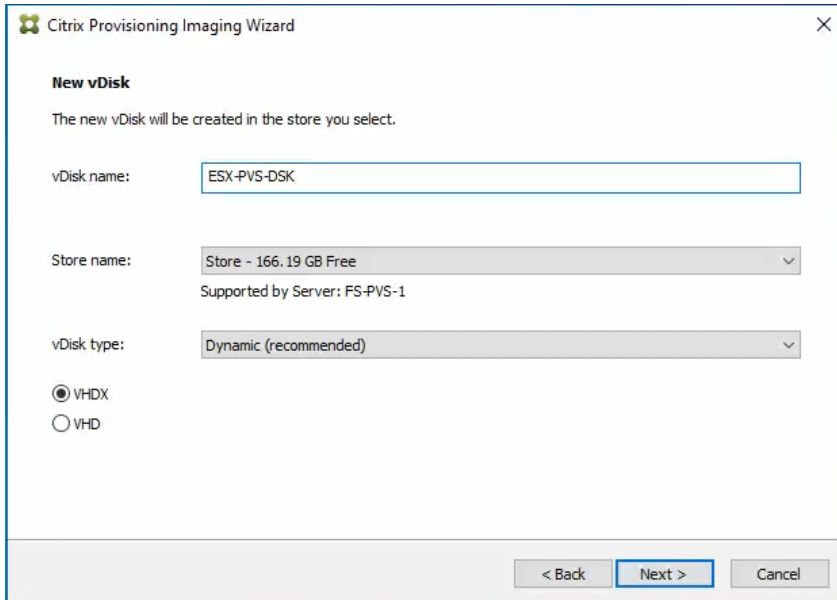 Citrix Provisioning Imaging Wizard
New vDisk
The new vDisk will be created in the store you select.
vDisk name: ESX-PVS-DSK
Store name: Store - 166.19 GB Free
Supported by Server: FS-PVS-1
vDisk type: Dynamic (recommended)
VHDX
VHD
< Back Next > Cancel